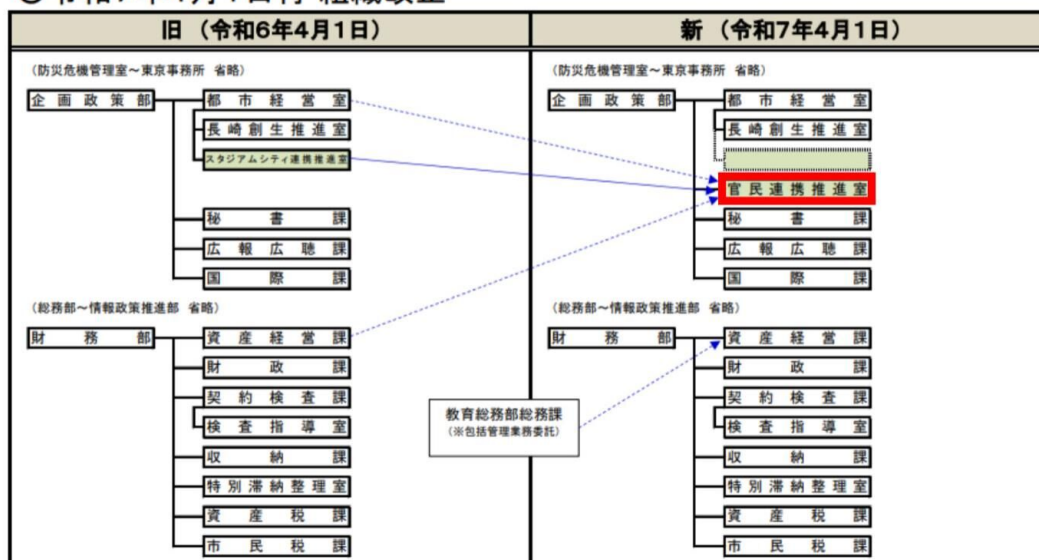 旧 （令和6年4月1日）
（防災危機管理室～東京事務所 省略）
企画政策部
都市経営室
長崎創生推進室
スタジアムシティ連携推進室
秘書課
広報広聴課
国際課
（総務部～情報政策推進部 省略）
財務部
資産経営課
財政課
契約検査課
検査指導室
収納課
特別滞納整理室
資産税課
市民税課
新 （令和7年4月1日）
（防災危機管理室～東京事務所 省略）
企画政策部
都市経営室
長崎創生推進室
官民連携推進室
秘書課
広報広聴課
国際課
（総務部～情報政策推進部 省略）
財務部
資産経営課
財政課
教育総務部総務課
（※包括管理業務委託）
契約検査課
検査指導室
収納課
特別滞納整理室
資産税課
市民税課